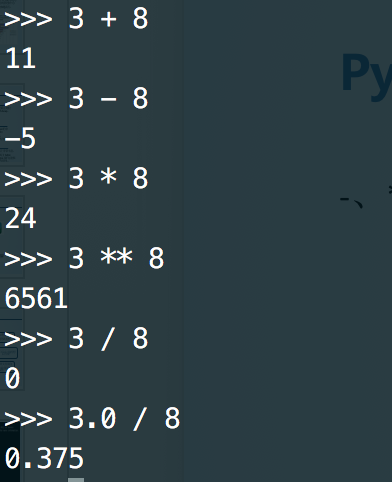 >>> 3 + 8
11
>>> 3 - 8
-5
>>> 3 * 8
24
>>> 3 ** 8
6561
>>> 3 / 8
0
>>> 3.0 / 8
0.375
Py